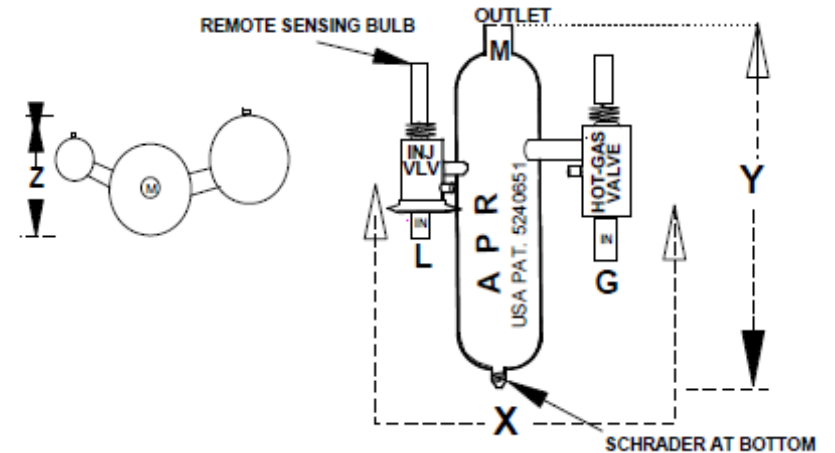 REMOTE SENSING BULB
OUTLET
M
INJ
VLV
IN
L
A P R
USA PAT. 5240651
HOT-GAS
VALVE
IN
G
Z
M
Y
X
SCHRADER AT BOTTOM